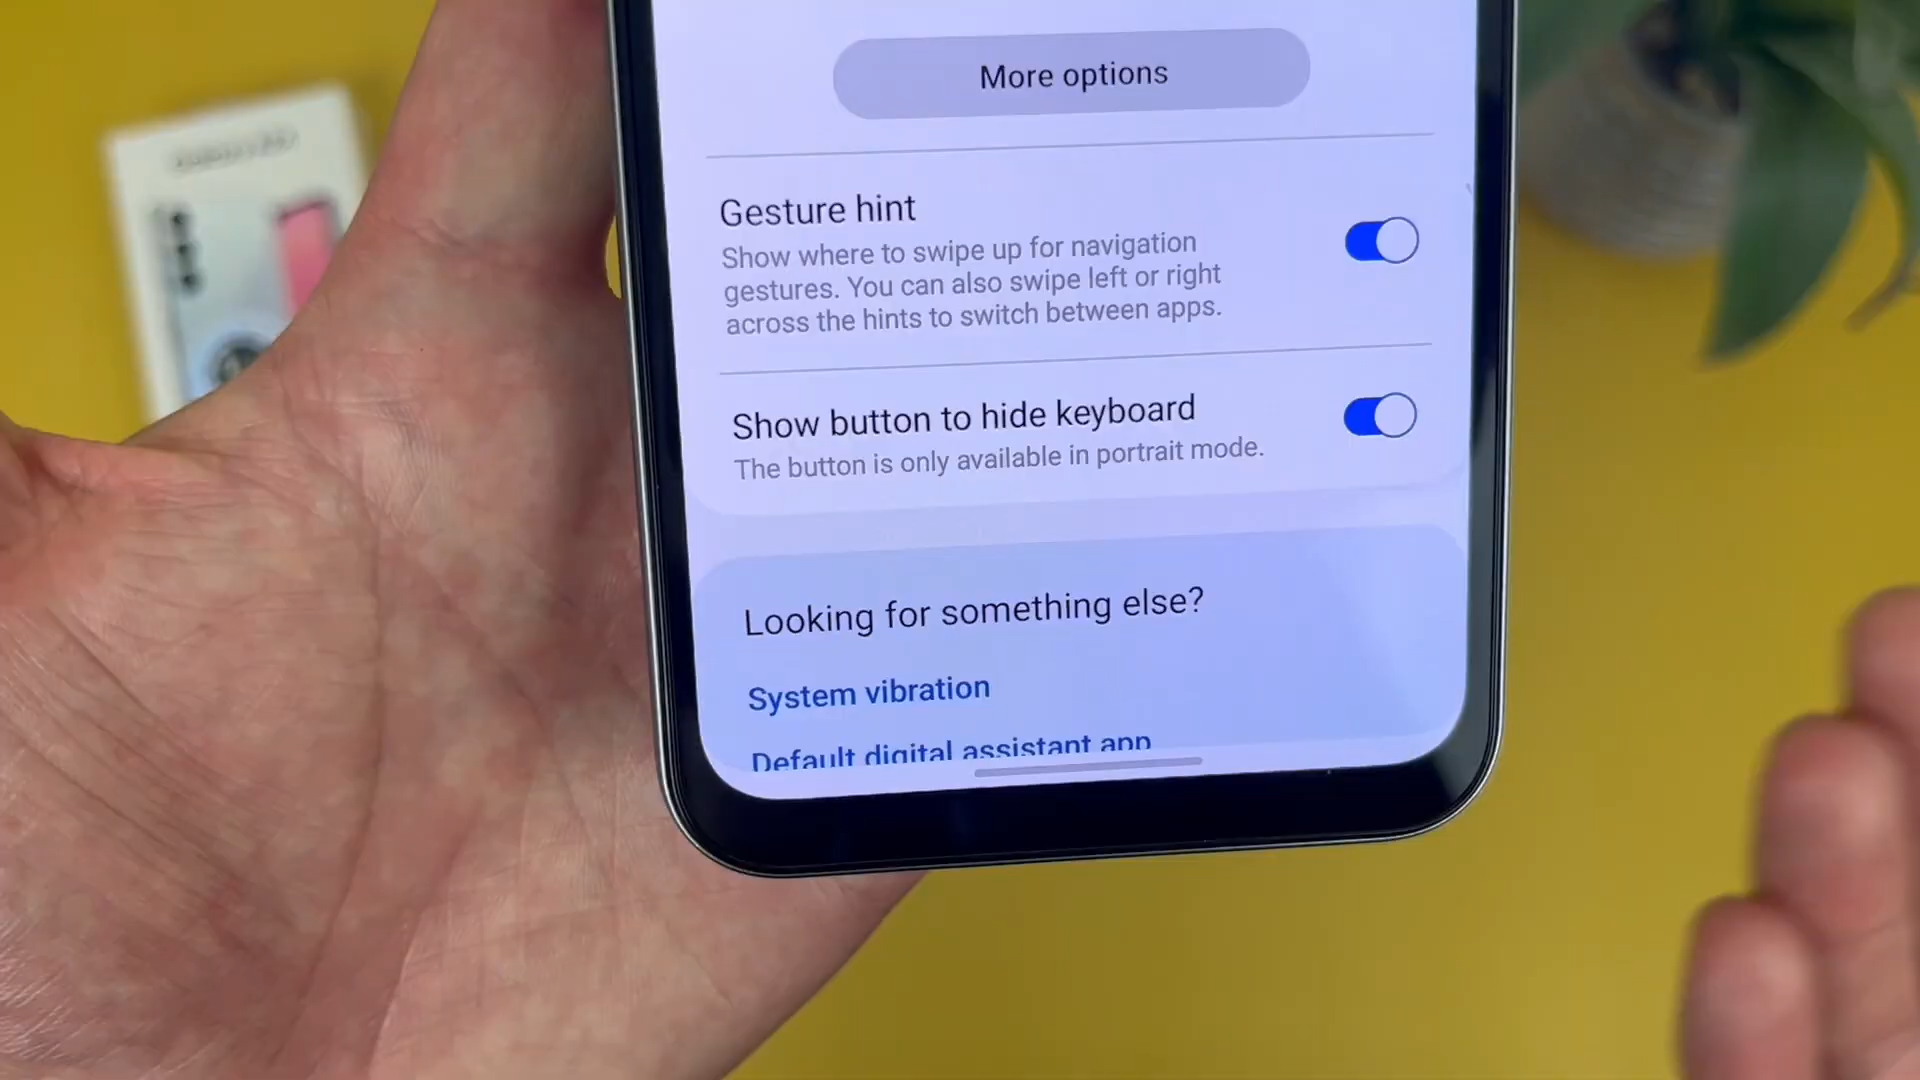 More options
Gesture hint
Show where to swipe up for navigation
gestures. You can also swipe left or right
across the hints to switch between apps.
Show button to hide keyboard
The button is only available in portrait mode.
Looking for something else?
System vibration
Default digital assistant app